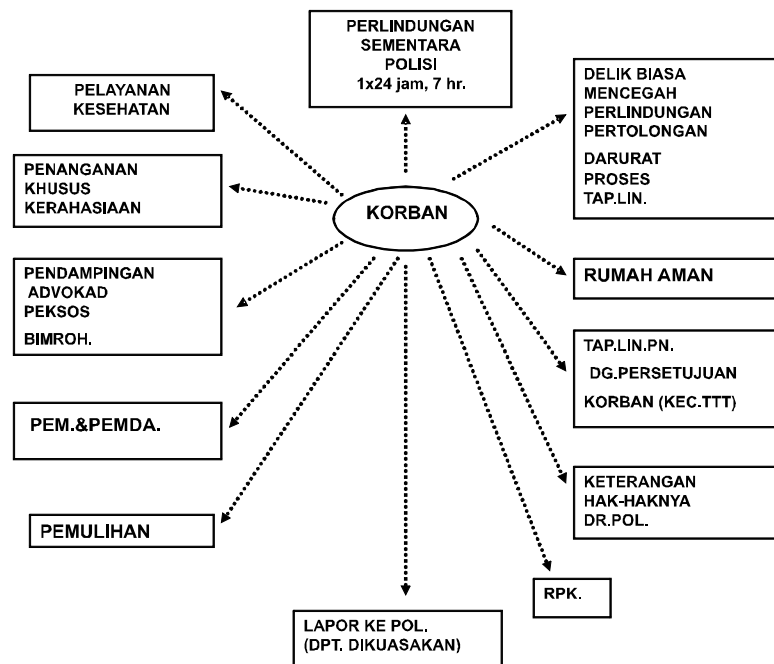 PERLINDUNGAN
SEMENTARA
POLISI
1x24 jam, 7 hr.
PELAYANAN
KESEHATAN
DELIK BIASA
MENCEGAH
PERLINDUNGAN
PERTOLONGAN
DARURAT
PROSES
TAP.LIN.
PENANGANAN
KHUSUS
KERAHASIAAN
KORBAN
PENDAMPINGAN
ADVOKAD
PEKSOS
BIMROH.
RUMAH AMAN
TAP.LIN.PN.
DG.PERSETUJUAN
KORBAN (KEC.TTT)
PEM.&PEMDA.
KETERANGAN
HAK-HAKNYA
DR.POL.
PEMULIHAN
RPK.
LAPOR KE POL.
(DPT. DIKUASAKAN)